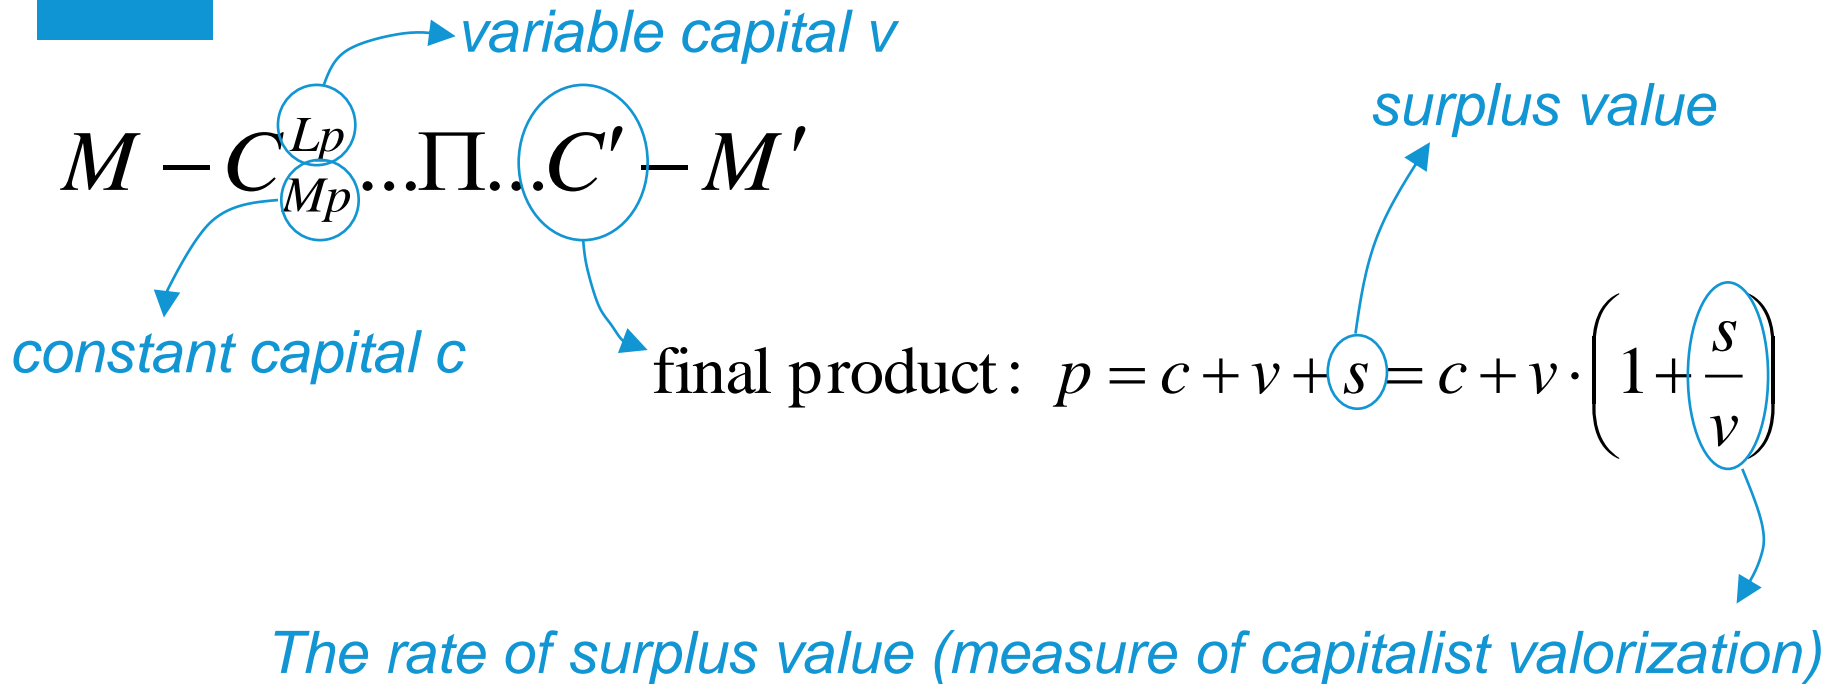 variable capital v
surplus value
M – C Lp Mp ...Π...C' – M'
constant capital c
final product: p = c + v + s = c + v · (1 + s/v)
The rate of surplus value (measure of capitalist valorization)